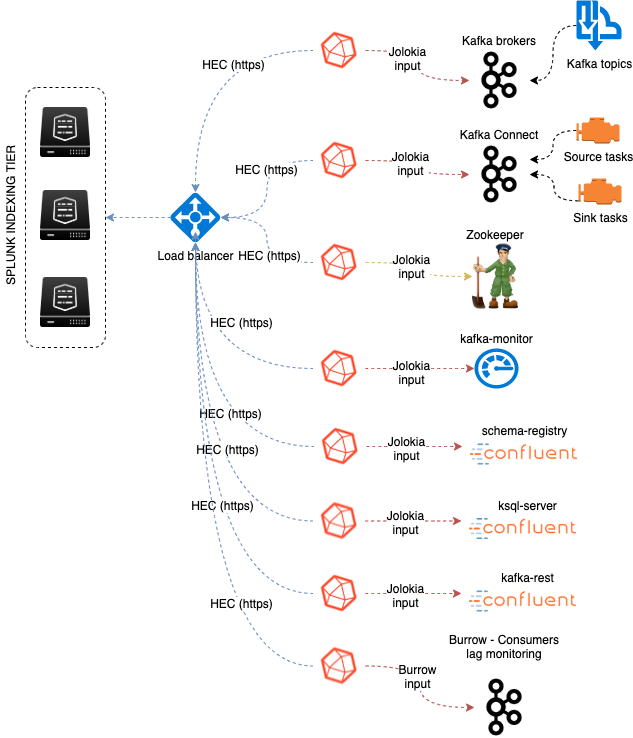 Kafka brokers
HEC (https)
Jolokia
input
Kafka topics
SPLUNK INDEXING TIER
Kafka Connect
HEC (https)
Jolokia
input
Source tasks
Sink tasks
Zookeeper
Load balancer
HEC (https)
Jolokia
input
HEC (https)
kafka-monitor
Jolokia
input
HEC (https)
schema-registry
Jolokia
input
confluent
HEC (https)
ksql-server
HEC (https)
Jolokia
input
confluent
kafka-rest
Jolokia
input
confluent
HEC (https)
Burrow - Consumers
lag monitoring
Burrow
input